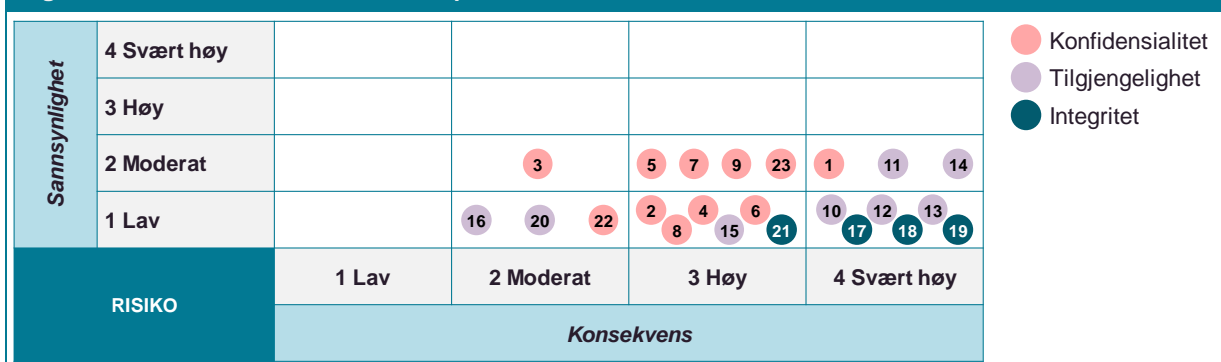 Sannsynlighet
4 Svært høy
3 Høy
2 Moderat
3
5 7 9 23
1 11 14
1 Lav
16 20 22
2 4 6
8 15 21
10 12 13
17 18 19
RISIKO
1 Lav 2 Moderat 3 Høy 4 Svært høy
Konsekvens
Konfidensialitet
Tilgjengelighet
Integritet